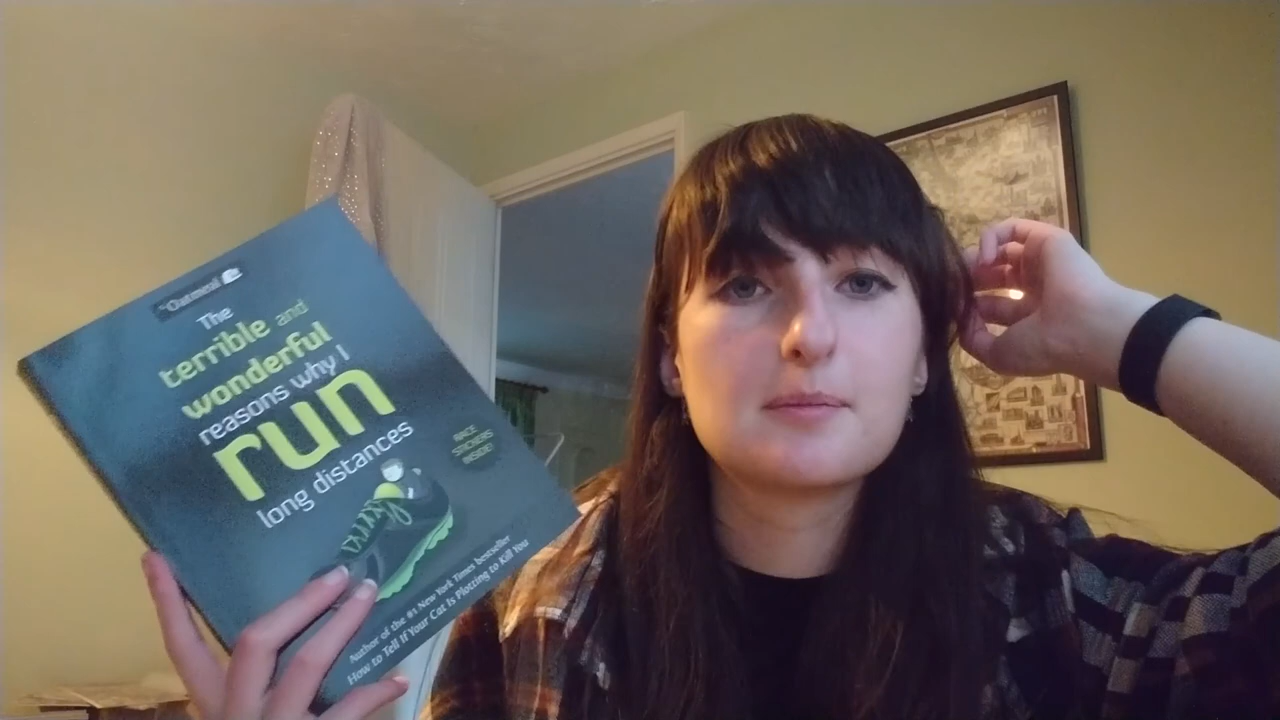 The Oatmeal
The
terrible and
wonderful
reasons why I
run
long distances
RACE
STICKERS
INSIDE!
Author of the #1 New York Times bestseller
How to Tell If Your Cat Is Plotting to Kill You